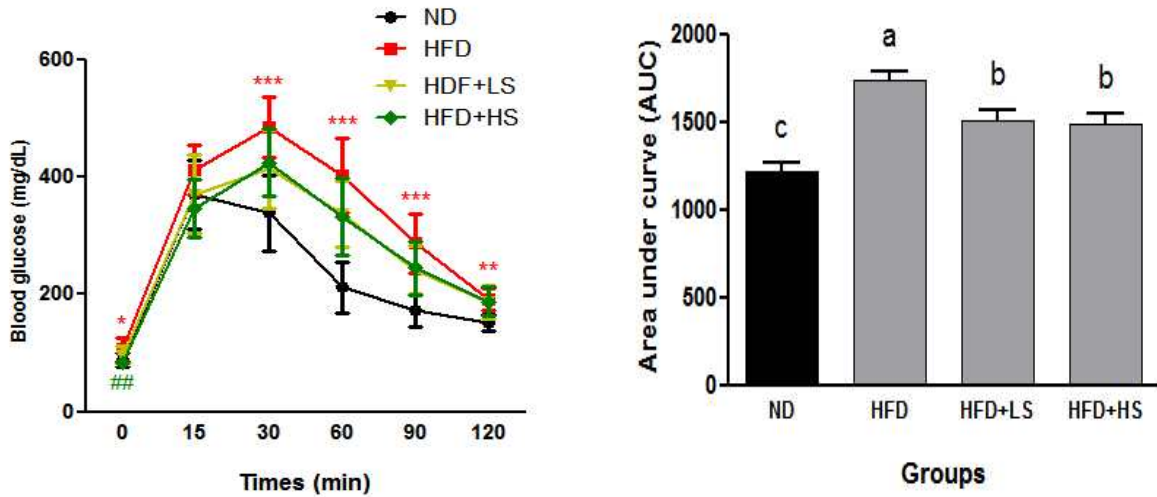 ND
HFD
HDF+LS
HFD+HS
Blood glucose (mg/dL)
600
400
200
0
*
***
***
***
**
##
0 15 30 60 90 120
Times (min)
Area under curve (AUC)
2000
1500
1000
500
0
c
a
b
b
ND HFD HFD+LS HFD+HS
Groups